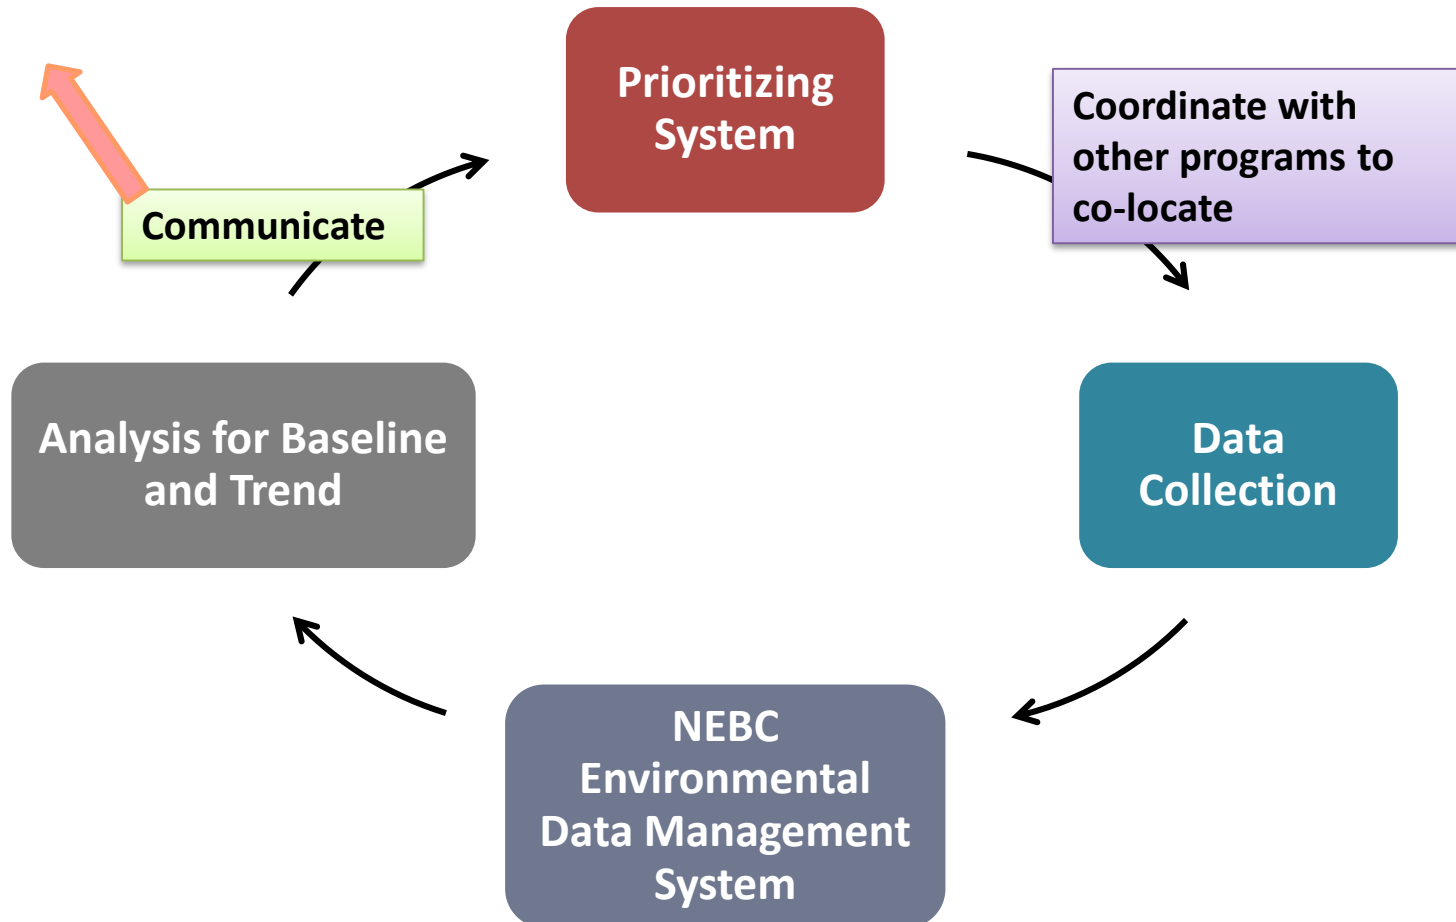 Prioritizing
System
Coordinate with
other programs to
co-locate
Communicate
Analysis for Baseline
and Trend
Data
Collection
NEBC
Environmental
Data Management
System